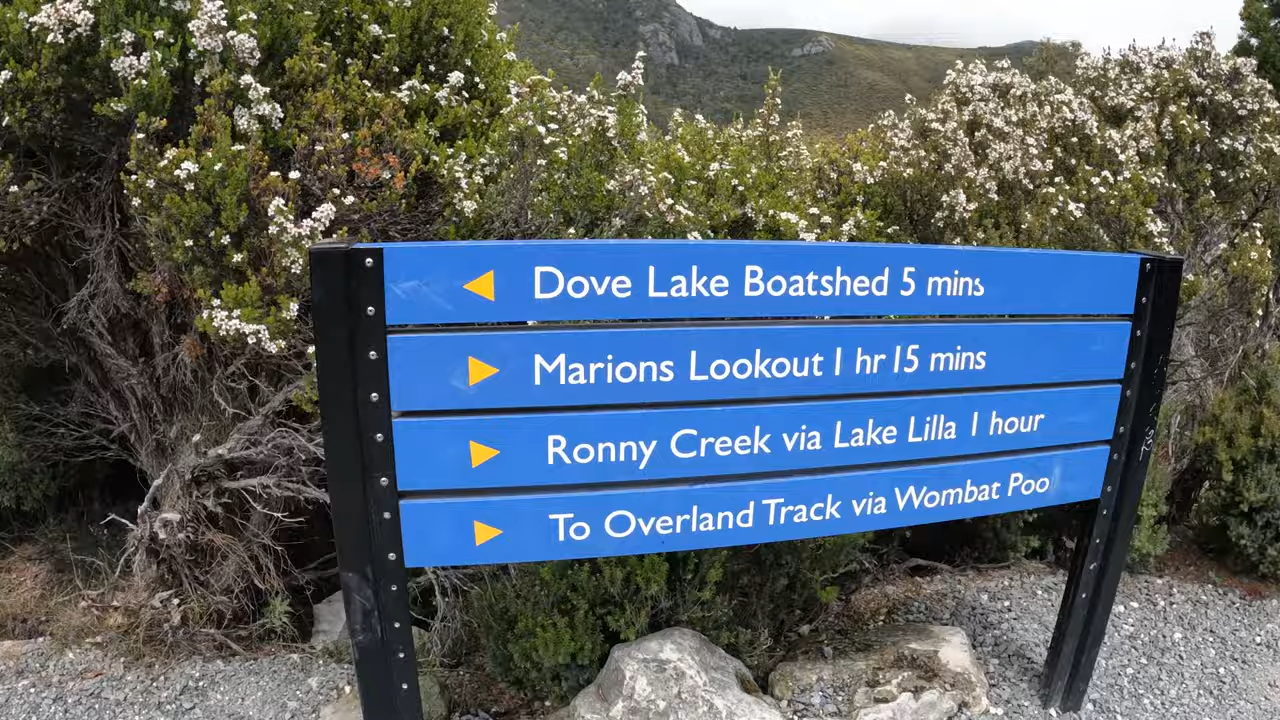 Dove Lake Boatshed 5 mins
Marions Lookout 1 hr 15 mins
Ronny Creek via Lake Lilla 1 hour
To Overland Track via Wombat Poo